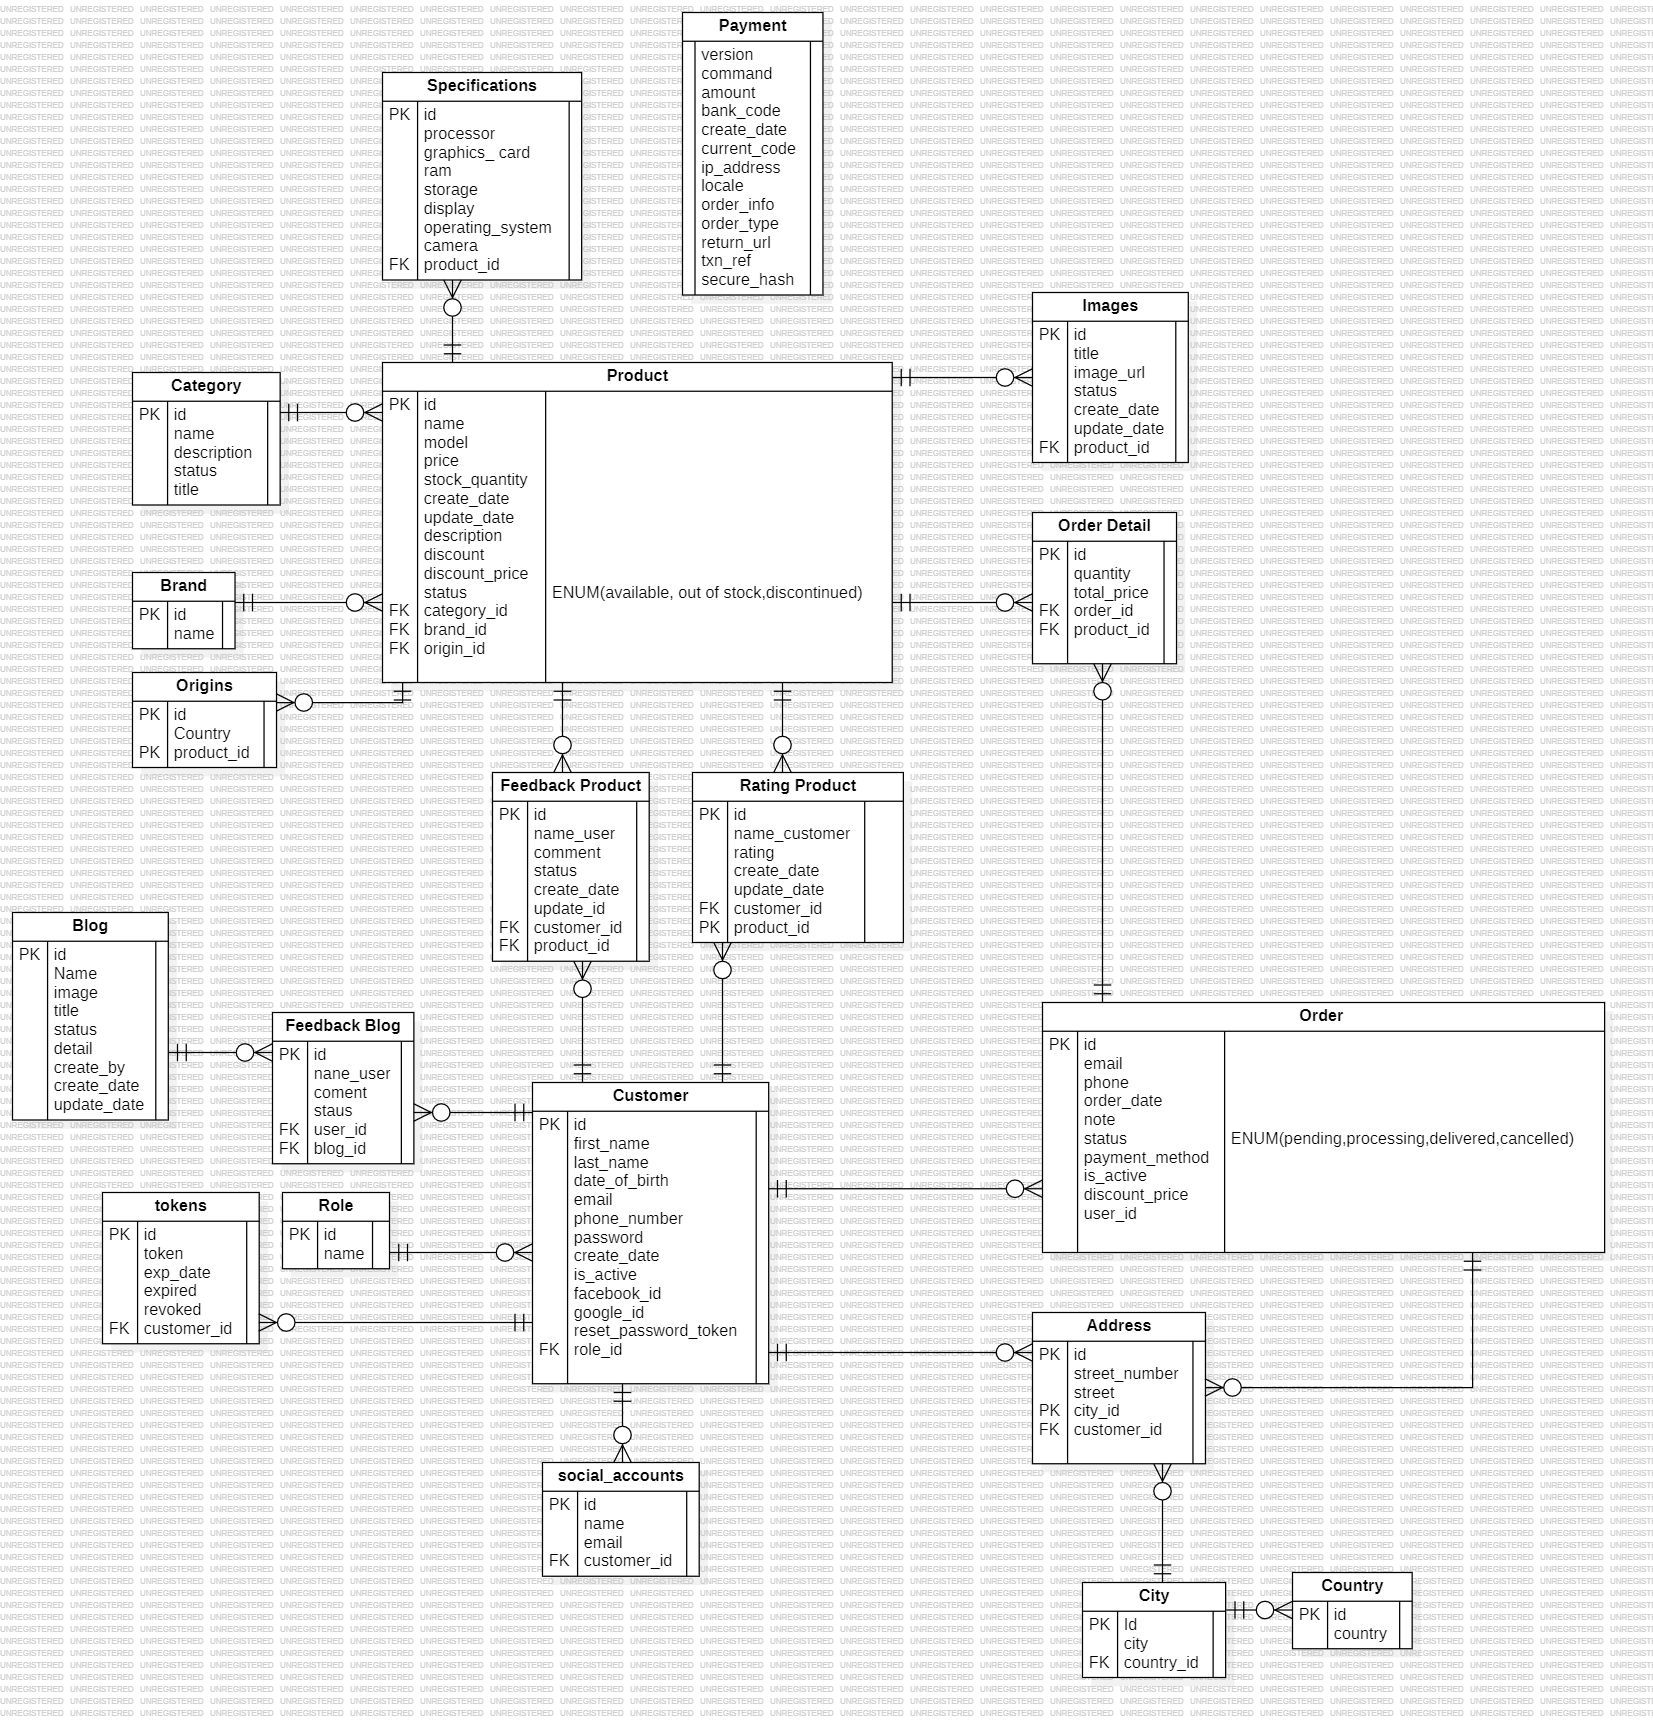 Payment
version
command
amount
bank_code
create_date
current_code
ip_address
locale
order_info
order_type
return_url
txn_ref
secure_hash
Specifications
PK id
processor
graphics_ card
ram
storage
display
operating_system
camera
FK product_id
Images
PK id
title
image_url
status
create_date
update_date
FK product_id
Category
PK id
name
description
status
title
Product
PK id
name
model
price
stock_quantity
create_date
update_date
description
discount
discount_price
status ENUM(available, out of stock,discontinued)
FK category_id
FK brand_id
FK origin_id
Order Detail
PK id
quantity
total_price
FK order_id
FK product_id
Brand
PK id
name
Origins
PK id
Country
PK product_id
Feedback Product
PK id
name_user
comment
status
create_date
update_id
FK customer_id
FK product_id
Rating Product
PK id
name_customer
rating
create_date
update_date
FK customer_id
PK product_id
Blog
PK id
Name
image
title
status
detail
create_by
create_date
update_date
Feedback Blog
PK id
nane_user
coment
staus
FK user_id
FK blog_id
Customer
PK id
first_name
last_name
date_of_birth
email
phone_number
password
create_date
is_active
facebook_id
google_id
reset_password_token
FK role_id
Order
PK id
email
phone
order_date
note
status ENUM(pending,processing,delivered,cancelled)
payment_method
is_active
discount_price
user_id
tokens
PK id
token
exp_date
expired
revoked
FK customer_id
Role
PK id
name
Address
PK id
street_number
street
PK city_id
FK customer_id
social_accounts
PK id
name
email
FK customer_id
City
PK Id
city
FK country_id
Country
PK id
country
UNREGISTERED